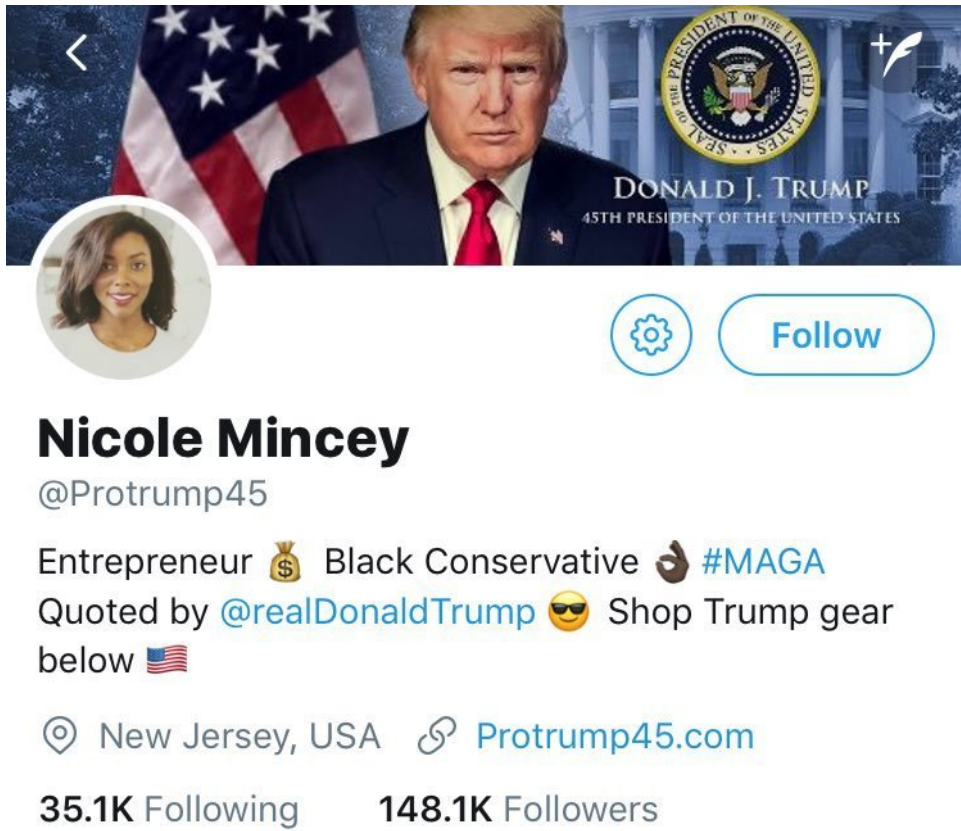 SEAL OF THE PRESIDENT OF THE UNITED STATES
DONALD J. TRUMP
45TH PRESIDENT OF THE UNITED STATES
Follow
Nicole Mincey
@Protrump45
Entrepreneur 💰 Black Conservative 👌🏿 #MAGA
Quoted by @realDonaldTrump 😎 Shop Trump gear
below 🇺🇸
New Jersey, USA Protrump45.com
35.1K Following 148.1K Followers